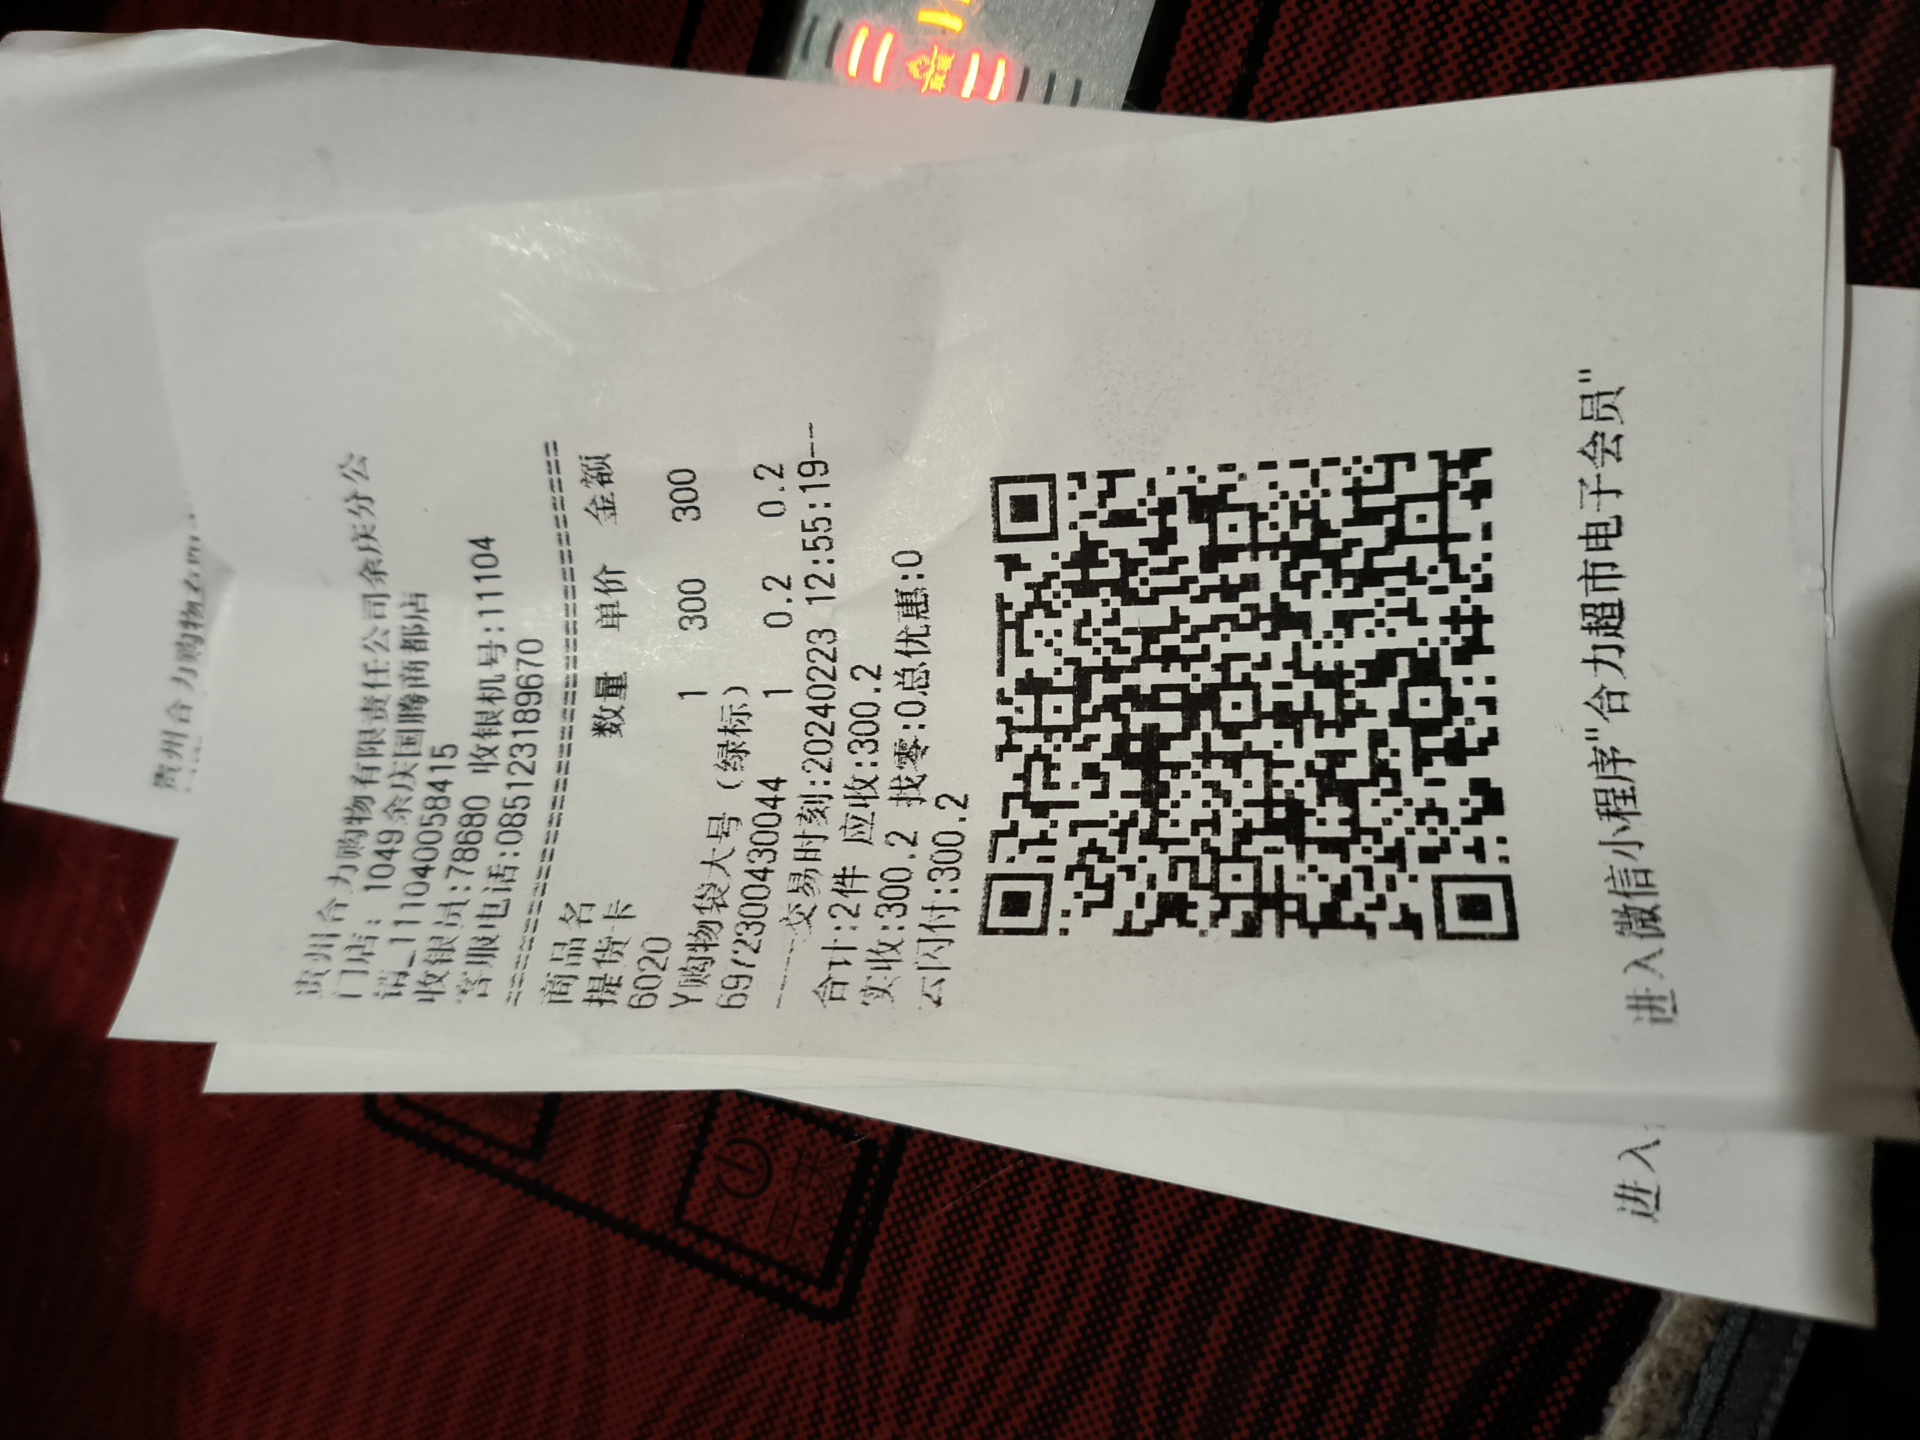 贵州合力购物有
贵州合力购物有限责任公司余庆分公
门店: 1049余庆国腾商都店
销_111040058415
收银员:78680 收银机号:11104
客服电话:085123189670
================================
商品名 数量 单价 金额
提货卡
6020 1 300 300
Y购物袋大号(绿标)
6972300430044 1 0.2 0.2
----交易时刻:20240223 12:55:19--
合计:2件 应收:300.2
实收:300.2 找零:0总优惠:0
云闪付:300.2
进入微信小程序"合力超市电子会员"
进入